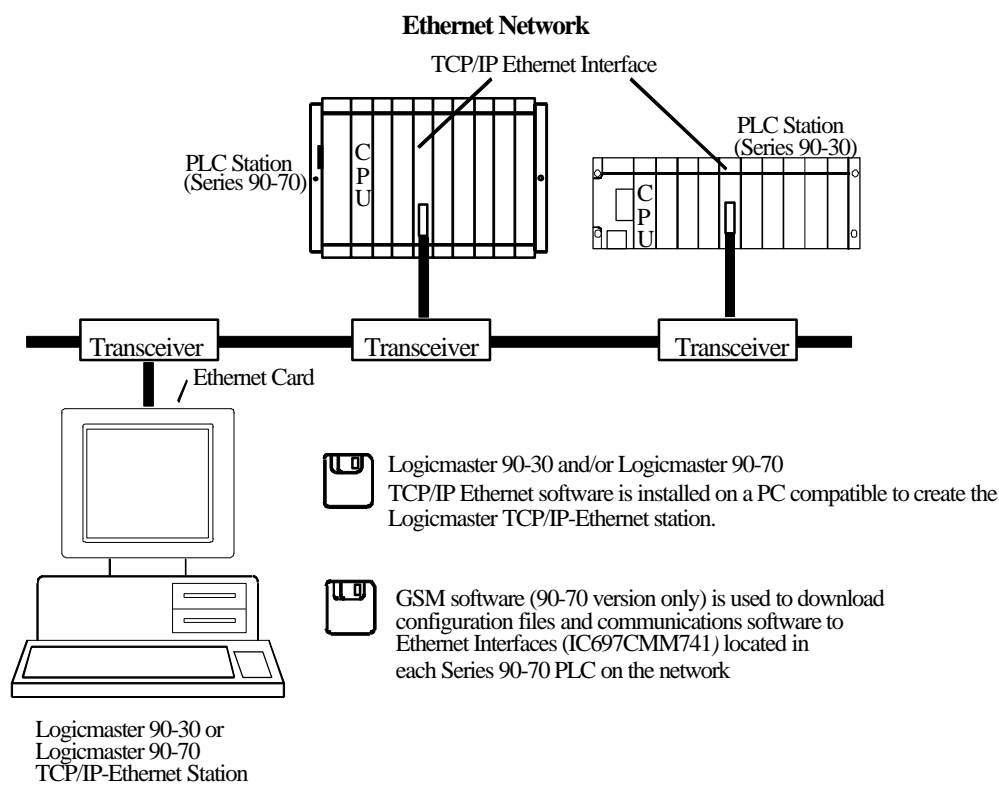 Ethernet Network
TCP/IP Ethernet Interface
PLC Station
(Series 90-70)
CPU
PLC Station
(Series 90-30)
CPU
Transceiver
Transceiver
Transceiver
Ethernet Card
Logicmaster 90-30 and/or Logicmaster 90-70
TCP/IP Ethernet software is installed on a PC compatible to create the
Logicmaster TCP/IP-Ethernet station.
GSM software (90-70 version only) is used to download
configuration files and communications software to
Ethernet Interfaces (IC697CMM741) located in
each Series 90-70 PLC on the network
Logicmaster 90-30 or
Logicmaster 90-70
TCP/IP-Ethernet Station